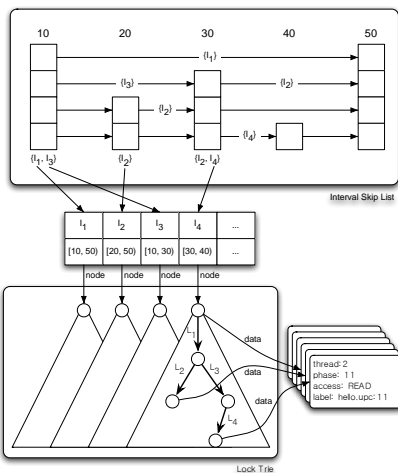 10 20 30 40 50
{I1}
{I3} {I2}
{I2}
{I4}
{I1, I3} {I2} {I2, I4}
Interval Skip List
I1 I2 I3 I4 ...
[10, 50) [20, 50) [10, 30) [30, 40) ...
node node node node
L1
data
L2 L3
data
thread: 2
phase: 11
access: READ
label: hello.upc: 11
L4
data
Lock Trie